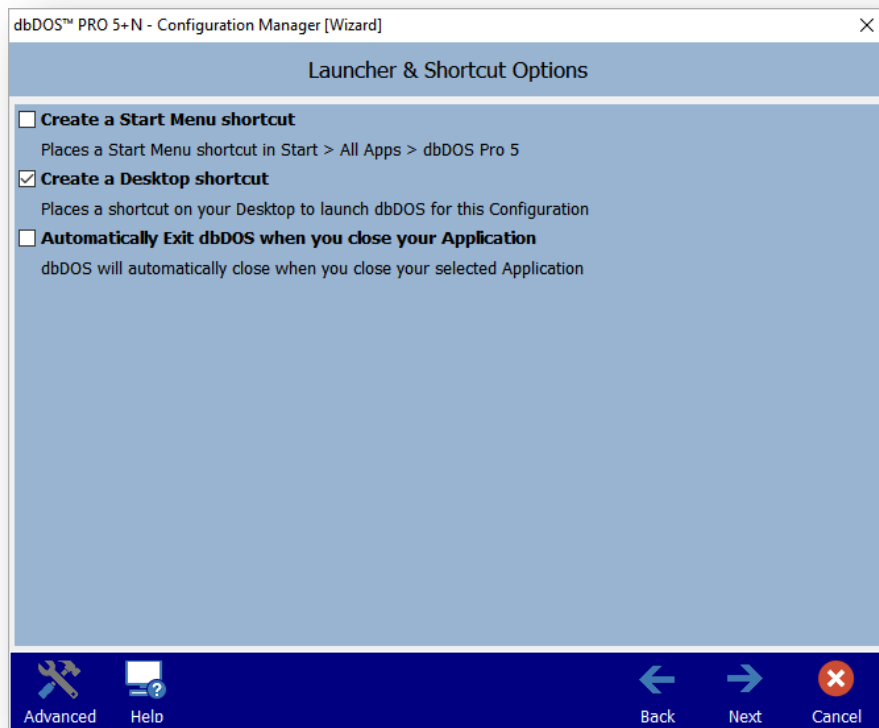 dbDOS™ PRO 5+N - Configuration Manager [Wizard]
Launcher & Shortcut Options
Create a Start Menu shortcut
Places a Start Menu shortcut in Start > All Apps > dbDOS Pro 5
Create a Desktop shortcut
Places a shortcut on your Desktop to launch dbDOS for this Configuration
Automatically Exit dbDOS when you close your Application
dbDOS will automatically close when you close your selected Application
Advanced Help Back Next Cancel